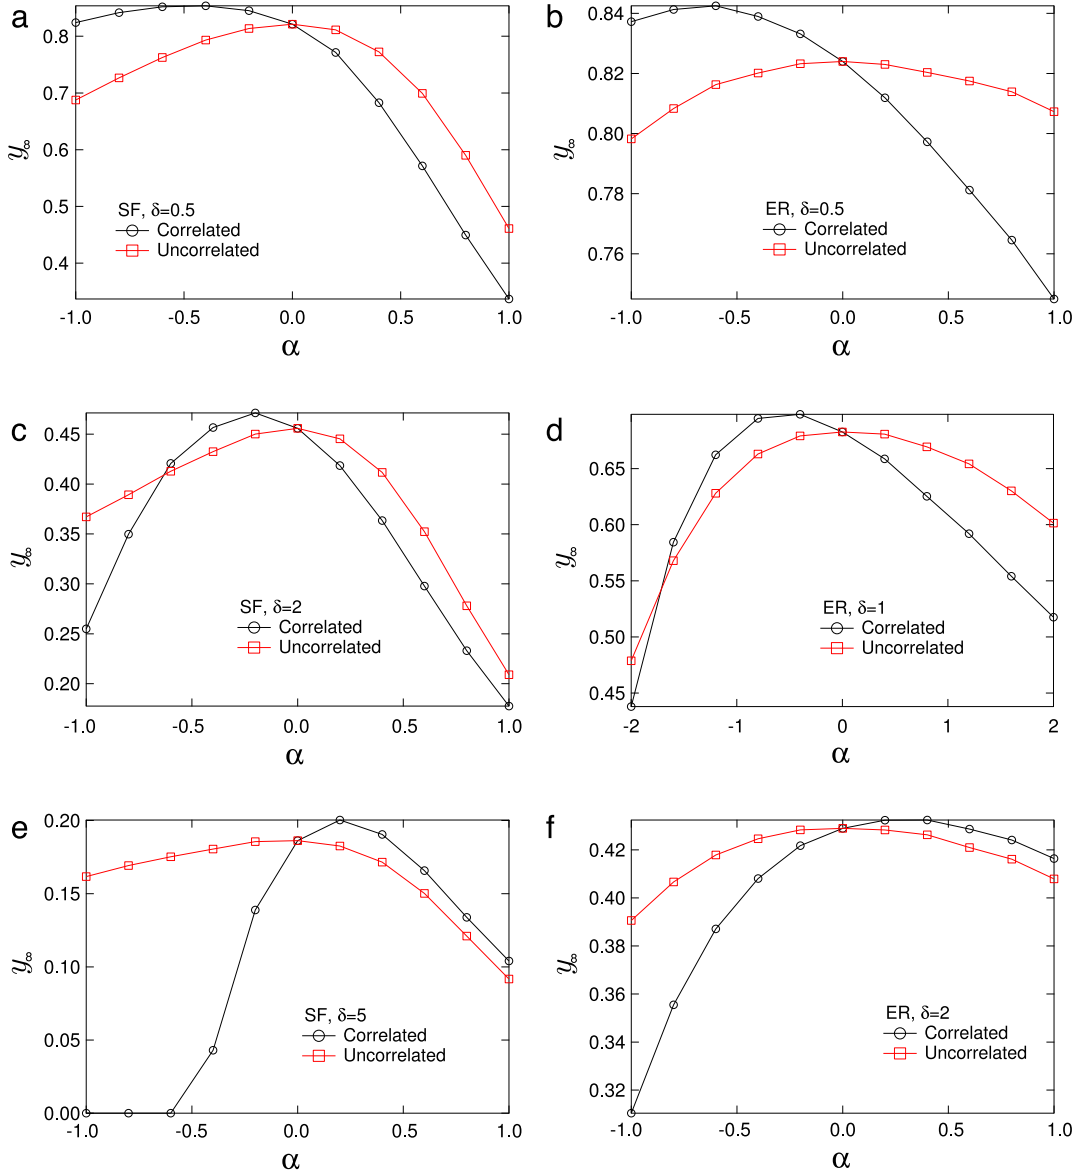 a
0.8
0.7
0.6
0.5
0.4
y∞
SF, δ=0.5
Correlated
Uncorrelated
-1.0 -0.5 0.0 0.5 1.0
α
b
0.84
0.82
0.80
0.78
0.76
y∞
ER, δ=0.5
Correlated
Uncorrelated
-1.0 -0.5 0.0 0.5 1.0
α
c
0.45
0.40
0.35
0.30
0.25
0.20
y∞
SF, δ=2
Correlated
Uncorrelated
-1.0 -0.5 0.0 0.5 1.0
α
d
0.65
0.60
0.55
0.50
0.45
y∞
ER, δ=1
Correlated
Uncorrelated
-2 -1 0 1 2
α
e
0.20
0.15
0.10
0.05
0.00
y∞
SF, δ=5
Correlated
Uncorrelated
-1.0 -0.5 0.0 0.5 1.0
α
f
0.42
0.40
0.38
0.36
0.34
0.32
y∞
ER, δ=2
Correlated
Uncorrelated
-1.0 -0.5 0.0 0.5 1.0
α